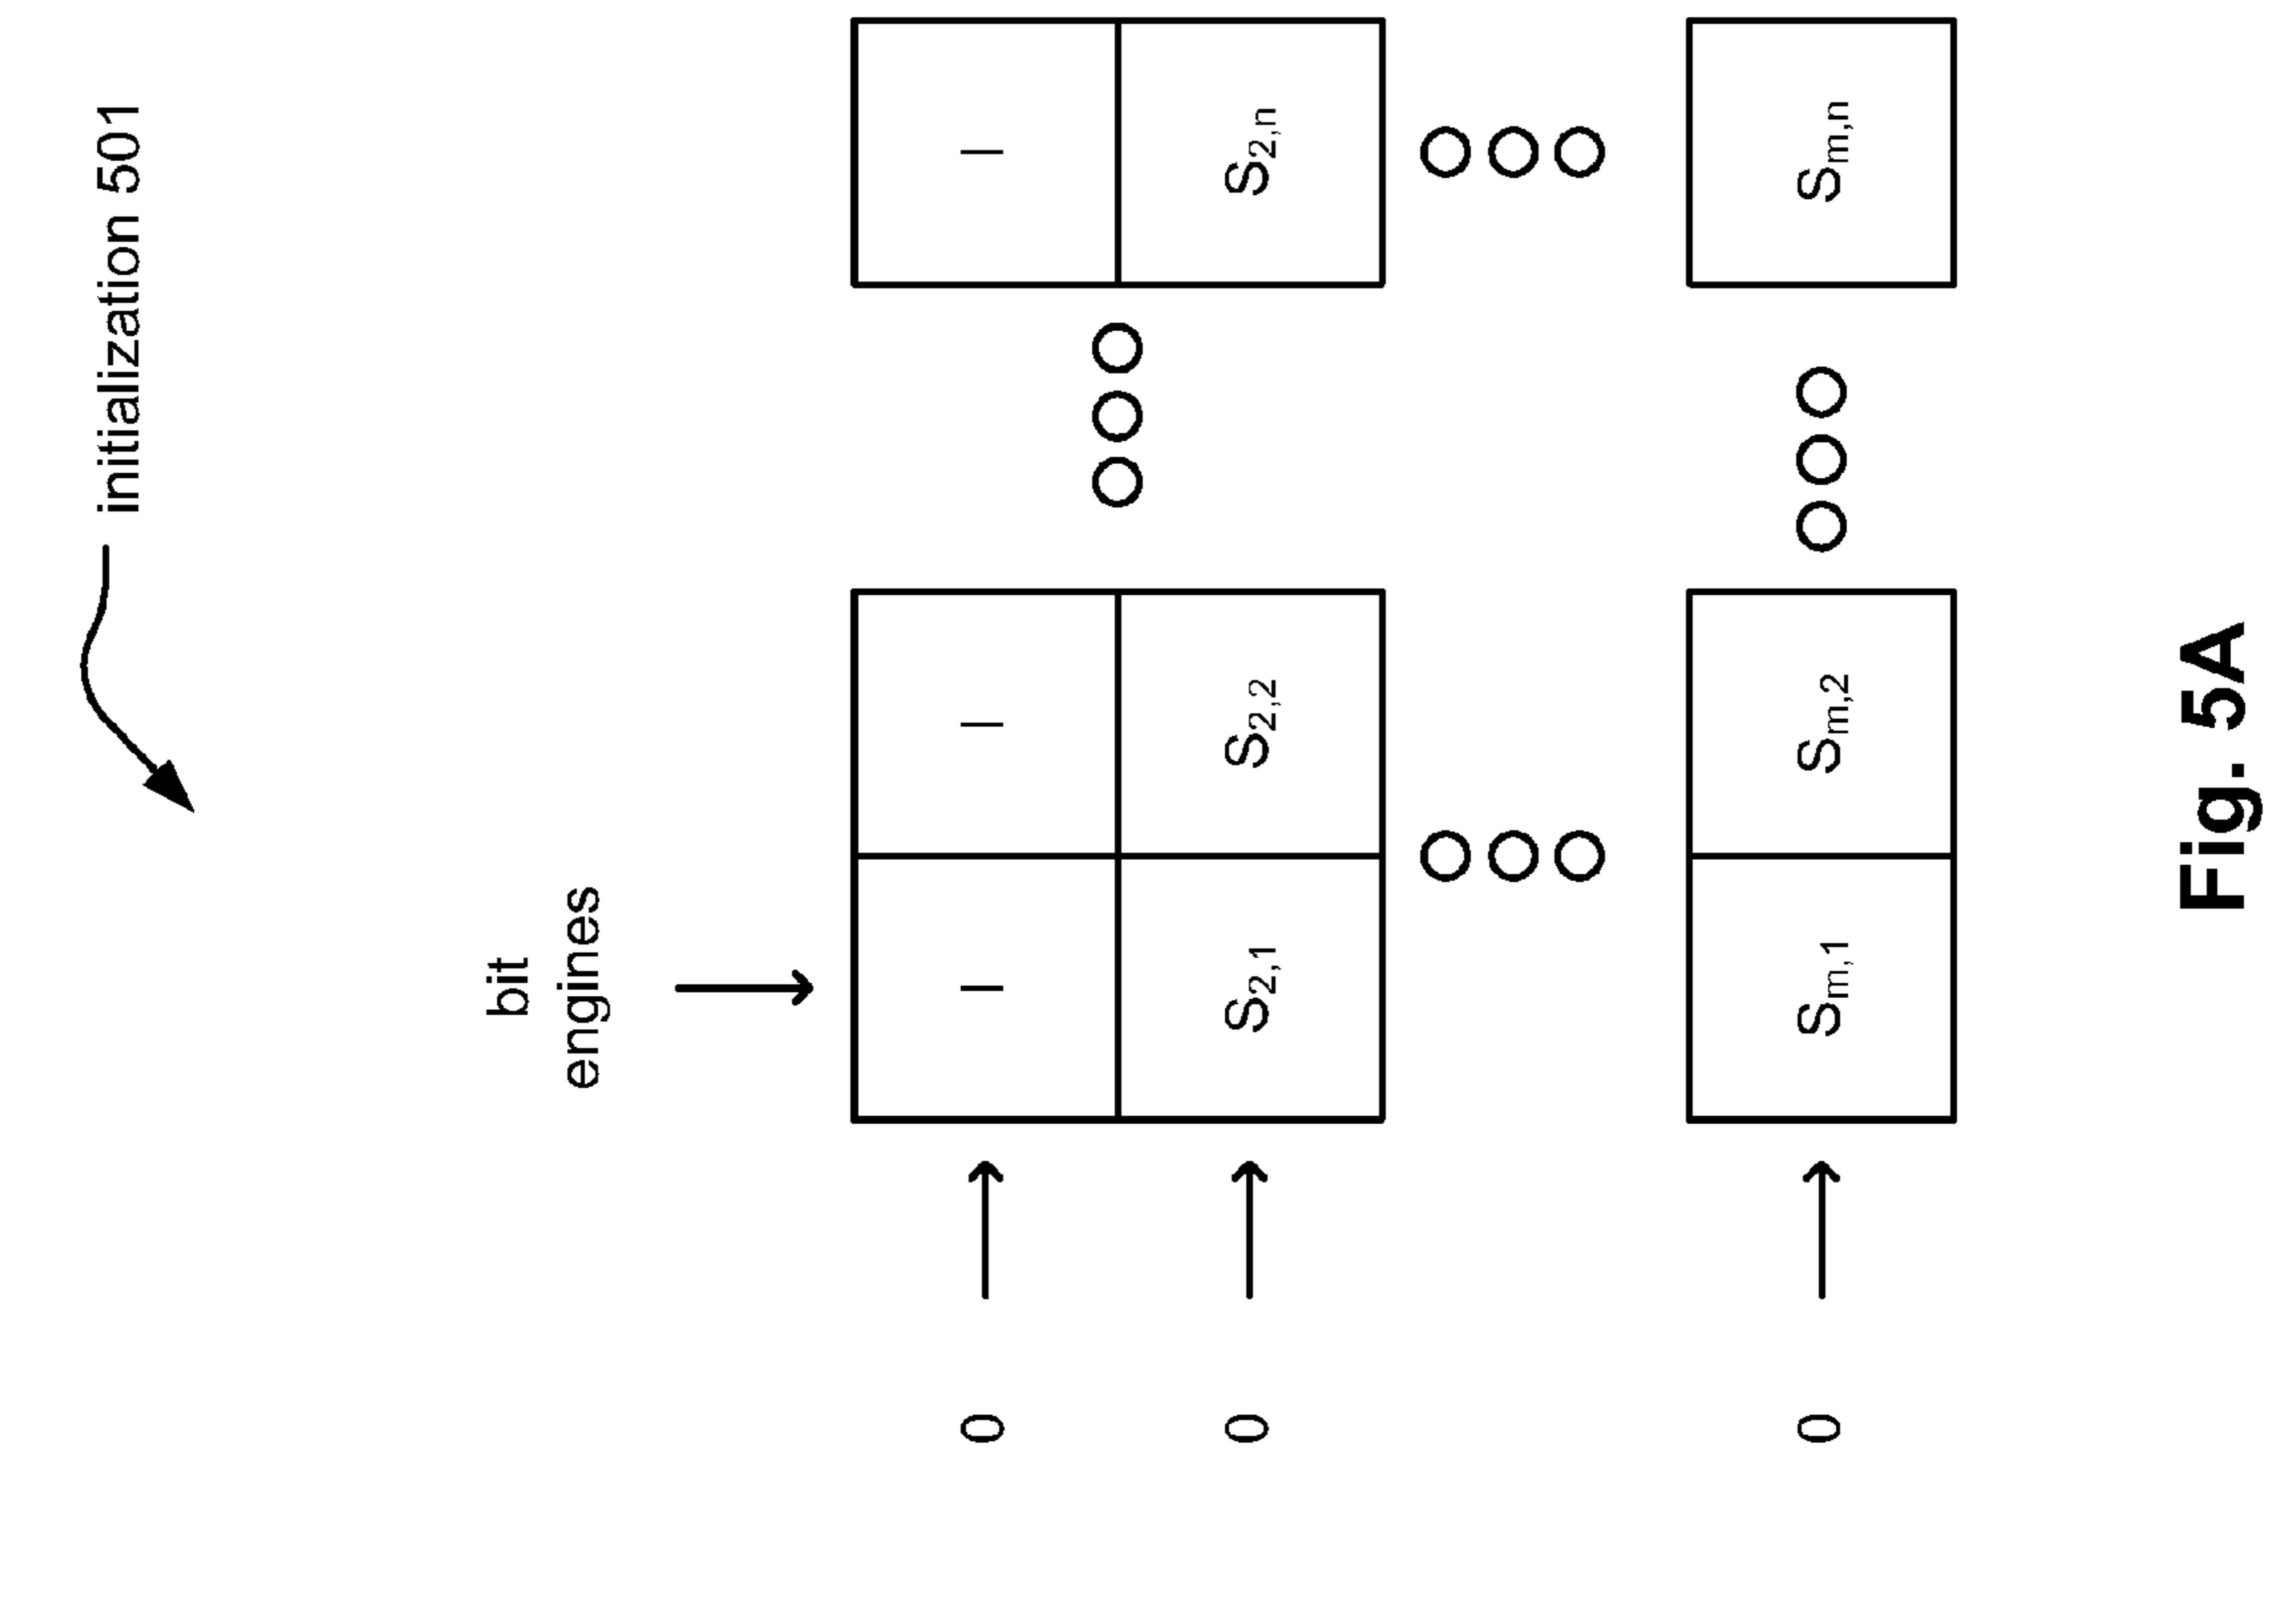 initialization 501
bit
engines
0 I I I
0 S2,1 S2,2 S2,n
0 Sm,1 Sm,2 Sm,n
Fig. 5A